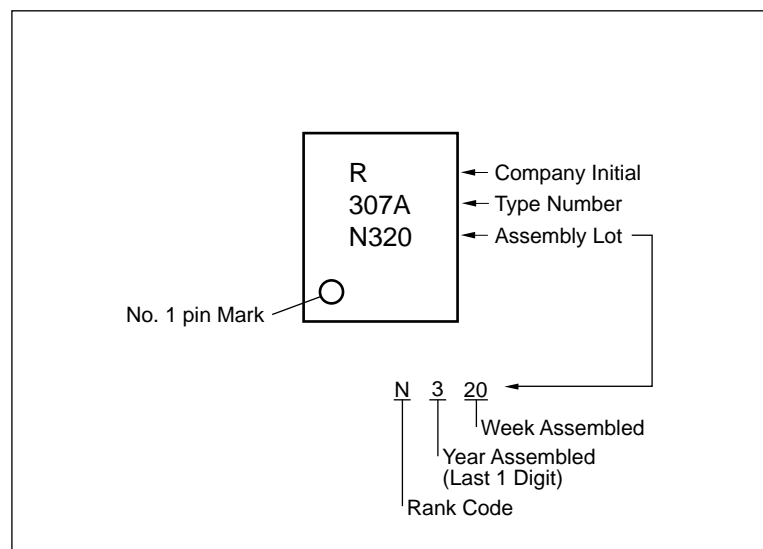 R
Company Initial
307A
Type Number
N320
Assembly Lot
No. 1 pin Mark
N 3 20
Week Assembled
Year Assembled
(Last 1 Digit)
Rank Code